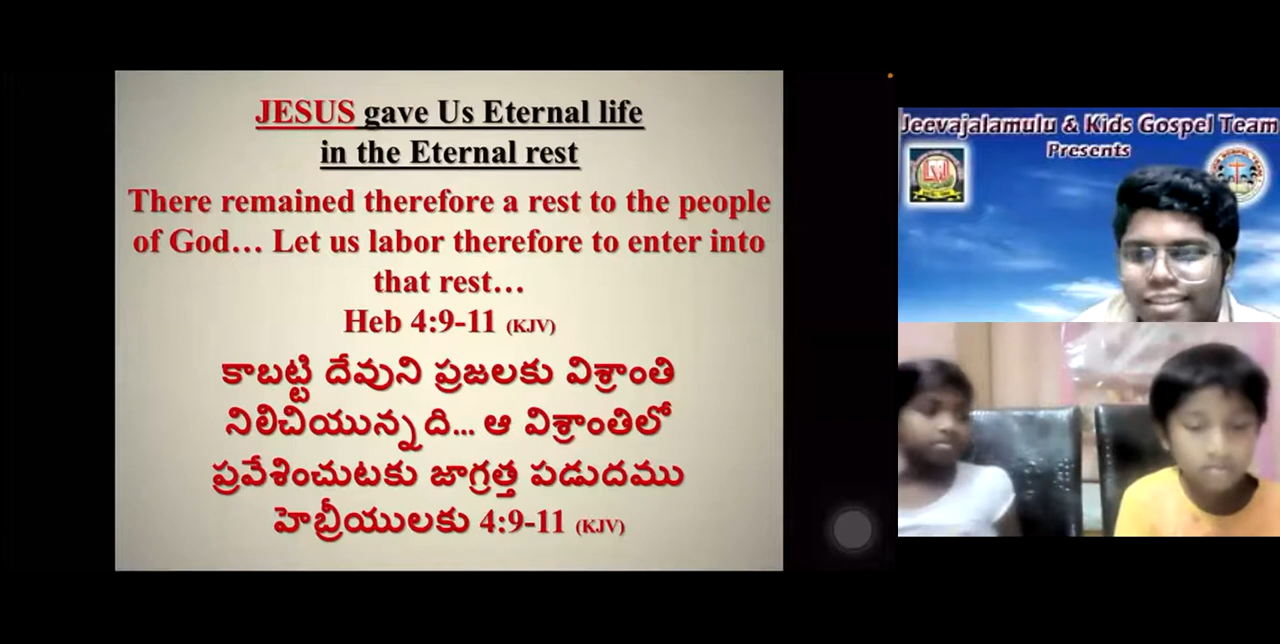 JESUS gave Us Eternal life
in the Eternal rest
There remained therefore a rest to the people
of God... Let us labor therefore to enter into
that rest...
Heb 4:9-11 (KJV)
కాబట్టి దేవుని ప్రజలకు విశ్రాంతి
నిలిచియున్నది... ఆ విశ్రాంతిలో
ప్రవేశించుటకు జాగ్రత్త పడుదము
హెబ్రీయులకు 4:9-11 (KJV)
Jeevajalamulu & Kids Gospel Team
Presents